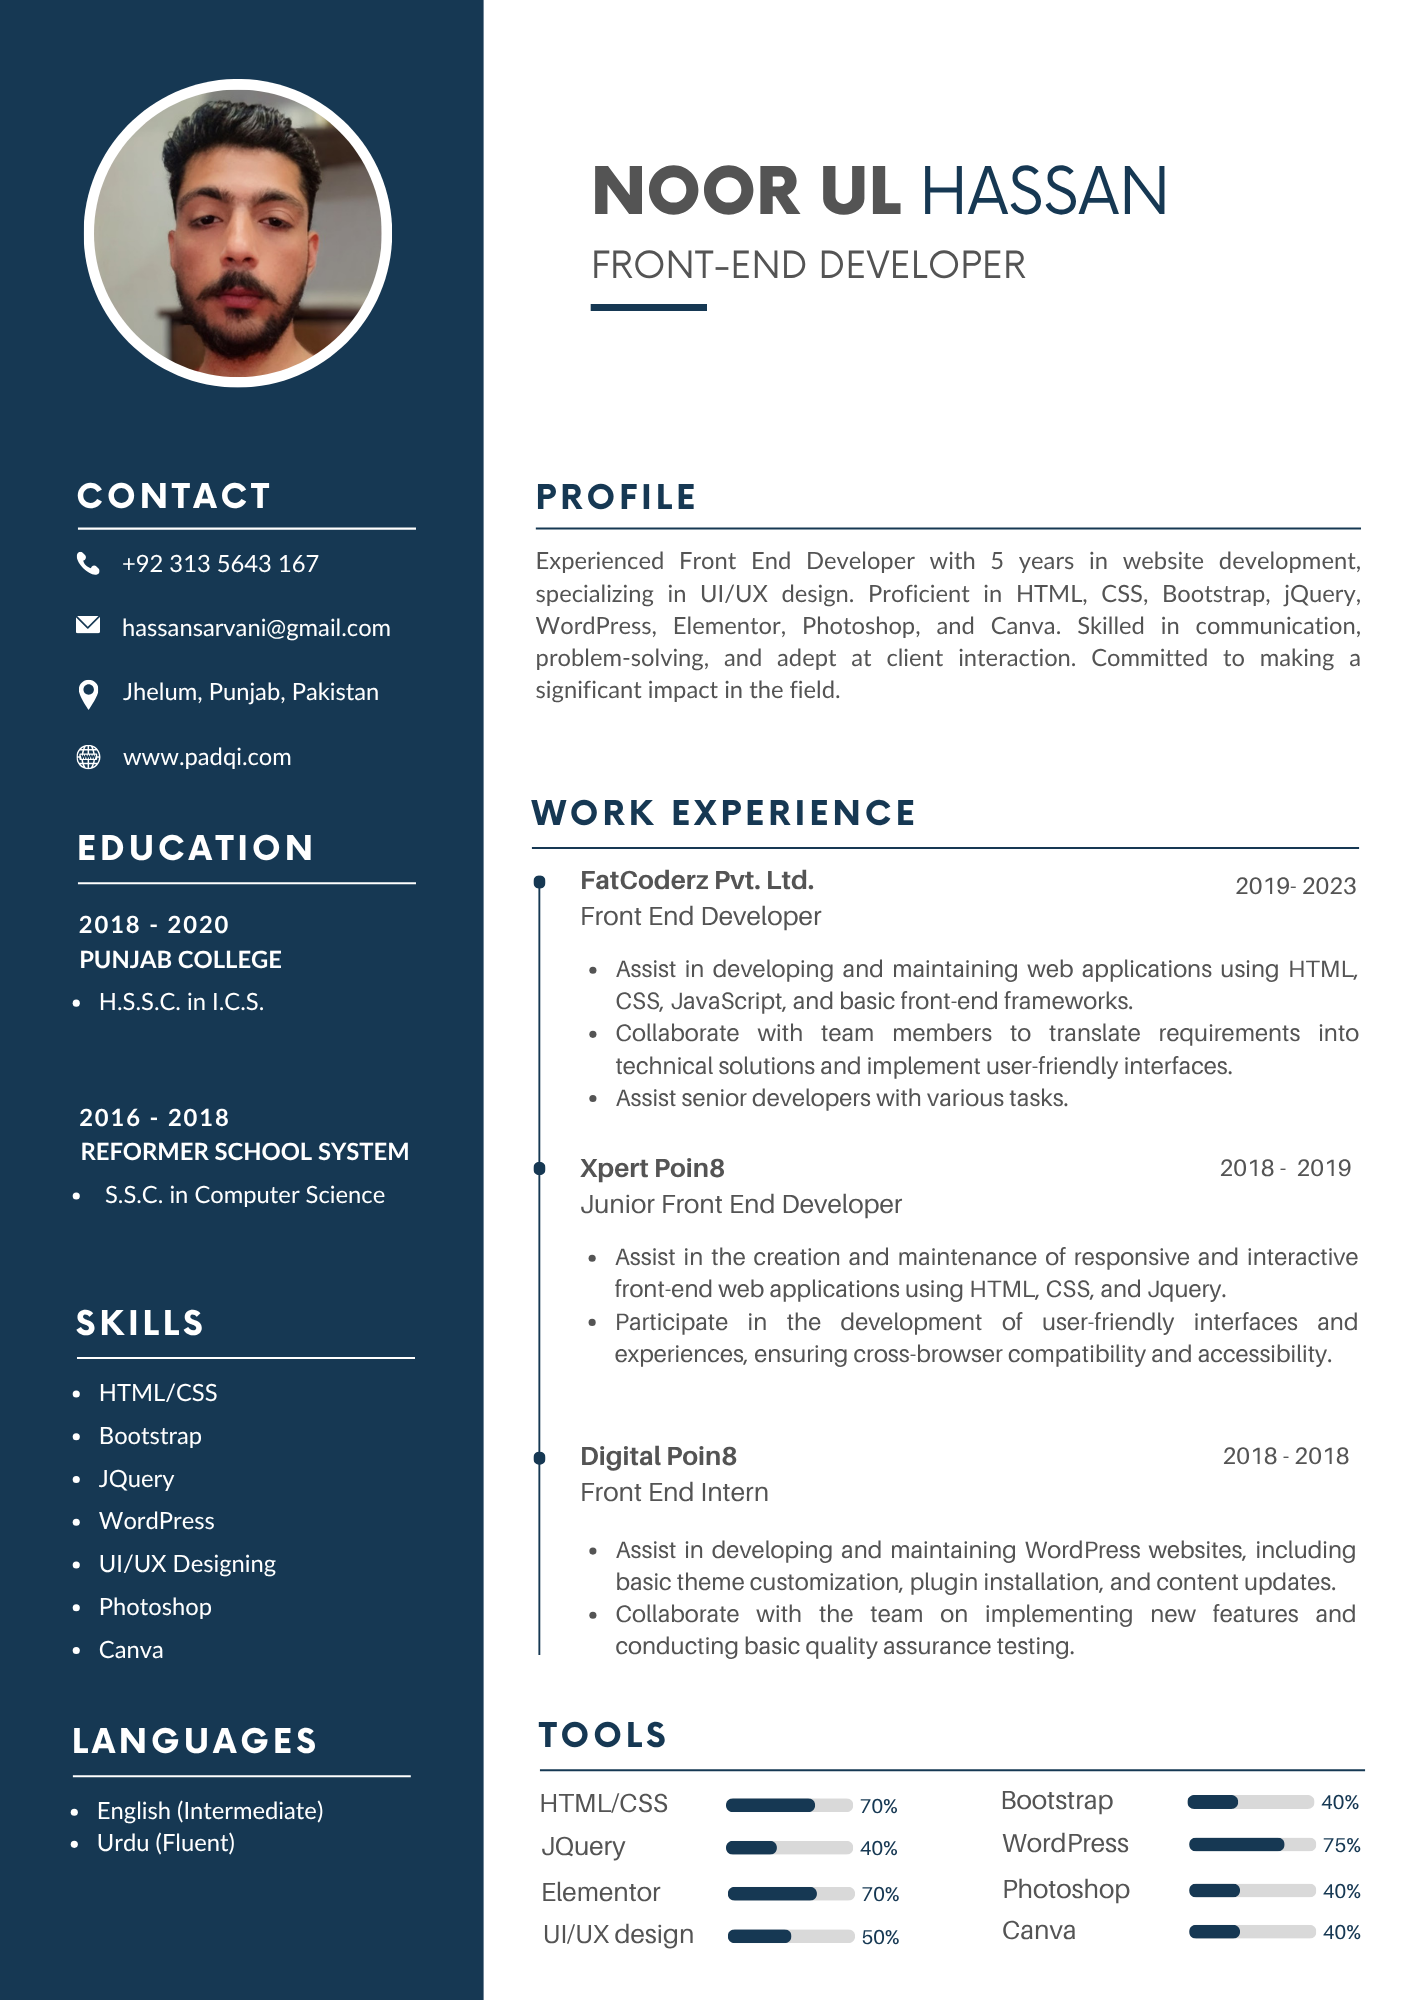 NOOR UL HASSAN
FRONT-END DEVELOPER
CONTACT
+92 313 5643 167
hassansarvani@gmail.com
Jhelum, Punjab, Pakistan
www.padqi.com
EDUCATION
2018 - 2020
PUNJAB COLLEGE
• H.S.S.C. in I.C.S.
2016 - 2018
REFORMER SCHOOL SYSTEM
• S.S.C. in Computer Science
SKILLS
• HTML/CSS
• Bootstrap
• JQuery
• WordPress
• UI/UX Designing
• Photoshop
• Canva
LANGUAGES
• English (Intermediate)
• Urdu (Fluent)
PROFILE
Experienced Front End Developer with 5 years in website development,
specializing in UI/UX design. Proficient in HTML, CSS, Bootstrap, jQuery,
WordPress, Elementor, Photoshop, and Canva. Skilled in communication,
problem-solving, and adept at client interaction. Committed to making a
significant impact in the field.
WORK EXPERIENCE
FatCoderz Pvt. Ltd. 2019- 2023
Front End Developer
• Assist in developing and maintaining web applications using HTML,
CSS, JavaScript, and basic front-end frameworks.
• Collaborate with team members to translate requirements into
technical solutions and implement user-friendly interfaces.
• Assist senior developers with various tasks.
Xpert Poin8 2018 - 2019
Junior Front End Developer
• Assist in the creation and maintenance of responsive and interactive
front-end web applications using HTML, CSS, and Jquery.
• Participate in the development of user-friendly interfaces and
experiences, ensuring cross-browser compatibility and accessibility.
Digital Poin8 2018 - 2018
Front End Intern
• Assist in developing and maintaining WordPress websites, including
basic theme customization, plugin installation, and content updates.
• Collaborate with the team on implementing new features and
conducting basic quality assurance testing.
TOOLS
HTML/CSS 70% Bootstrap 40%
JQuery 40% WordPress 75%
Elementor 70% Photoshop 40%
UI/UX design 50% Canva 40%